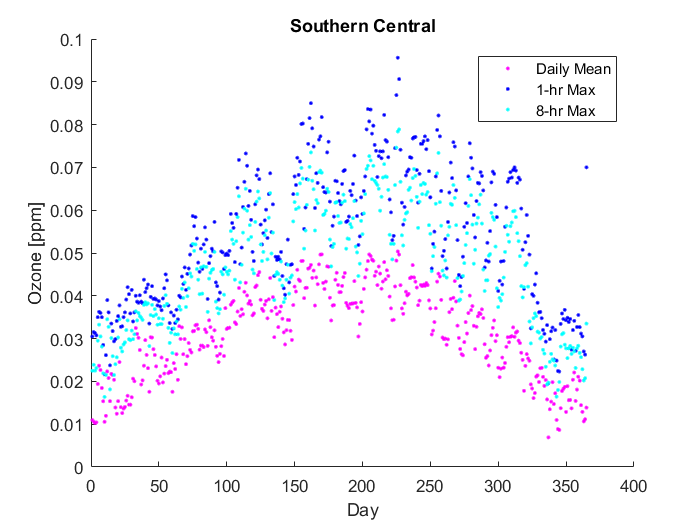 Southern Central
Daily Mean
1-hr Max
8-hr Max
Ozone [ppm]
0.1
0.09
0.08
0.07
0.06
0.05
0.04
0.03
0.02
0.01
0
0 50 100 150 200 250 300 350 400
Day